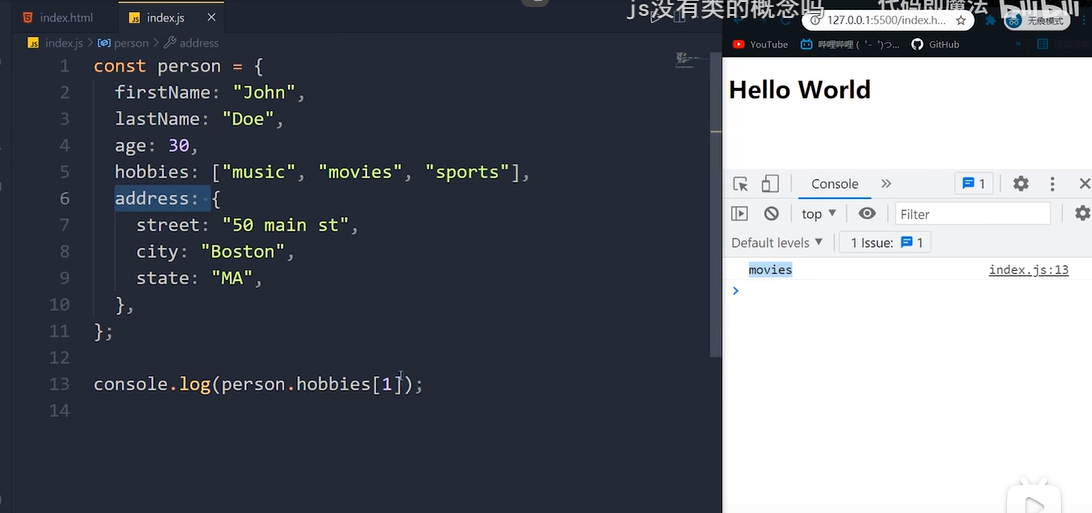 js没有类的概念吗
代码即魔法
bilibili
index.html
index.js
127.0.0.1:5500/index.h...
无痕模式
index.js > person > address
YouTube
哔哩哔哩 (゜-゜)つ...
GitHub
1 const person = {
2 firstName: "John",
3 lastName: "Doe",
4 age: 30,
5 hobbies: ["music", "movies", "sports"],
6 address: {
7 street: "50 main st",
8 city: "Boston",
9 state: "MA",
10 },
11 };
12
13 console.log(person.hobbies[1]);
14
Hello World
Console
1
top
Filter
Default levels
1 Issue: 1
movies index.js:13